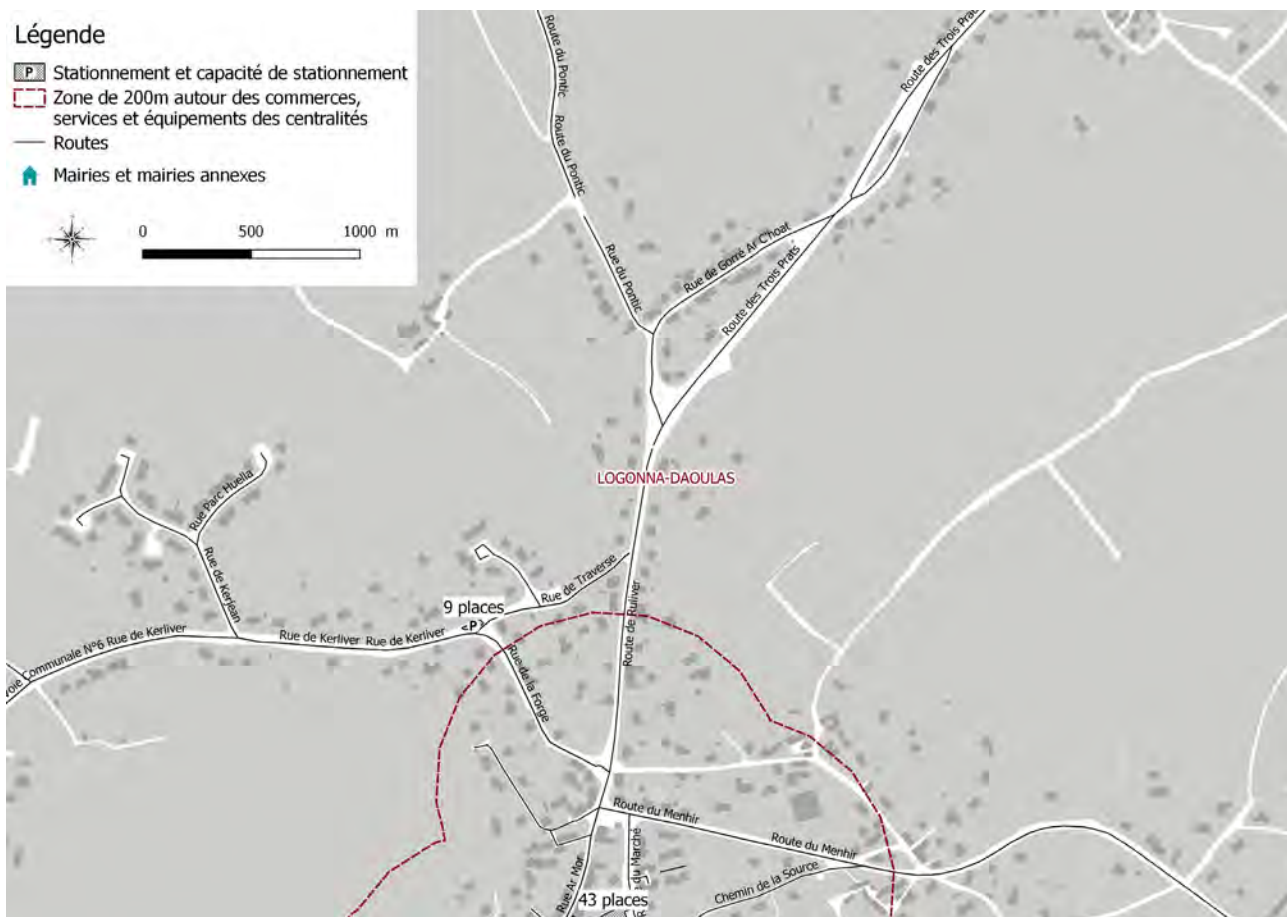 Légende
P Stationnement et capacité de stationnement
Zone de 200m autour des commerces,
services et équipements des centralités
Routes
Mairies et mairies annexes
0 500 1000 m
Route du Pontic
Route du Pontic
Rue du Pontic
Route des Trois Prats
Rue de Gorré Ar C'hoat
Route des Trois Prats
LOGONNA-DAOULAS
Rue Parc Huella
Rue de Kerjean
Rue de Traverse
9 places
<P>
Voie Communale N°6 Rue de Kerliver
Rue de Kerliver
Rue de Kerliver
Route de Ruliver
Rue de la Forge
Route du Menhir
Route du Menhir
Rue Ar Mor
du Marché
Chemin de la Source
43 places